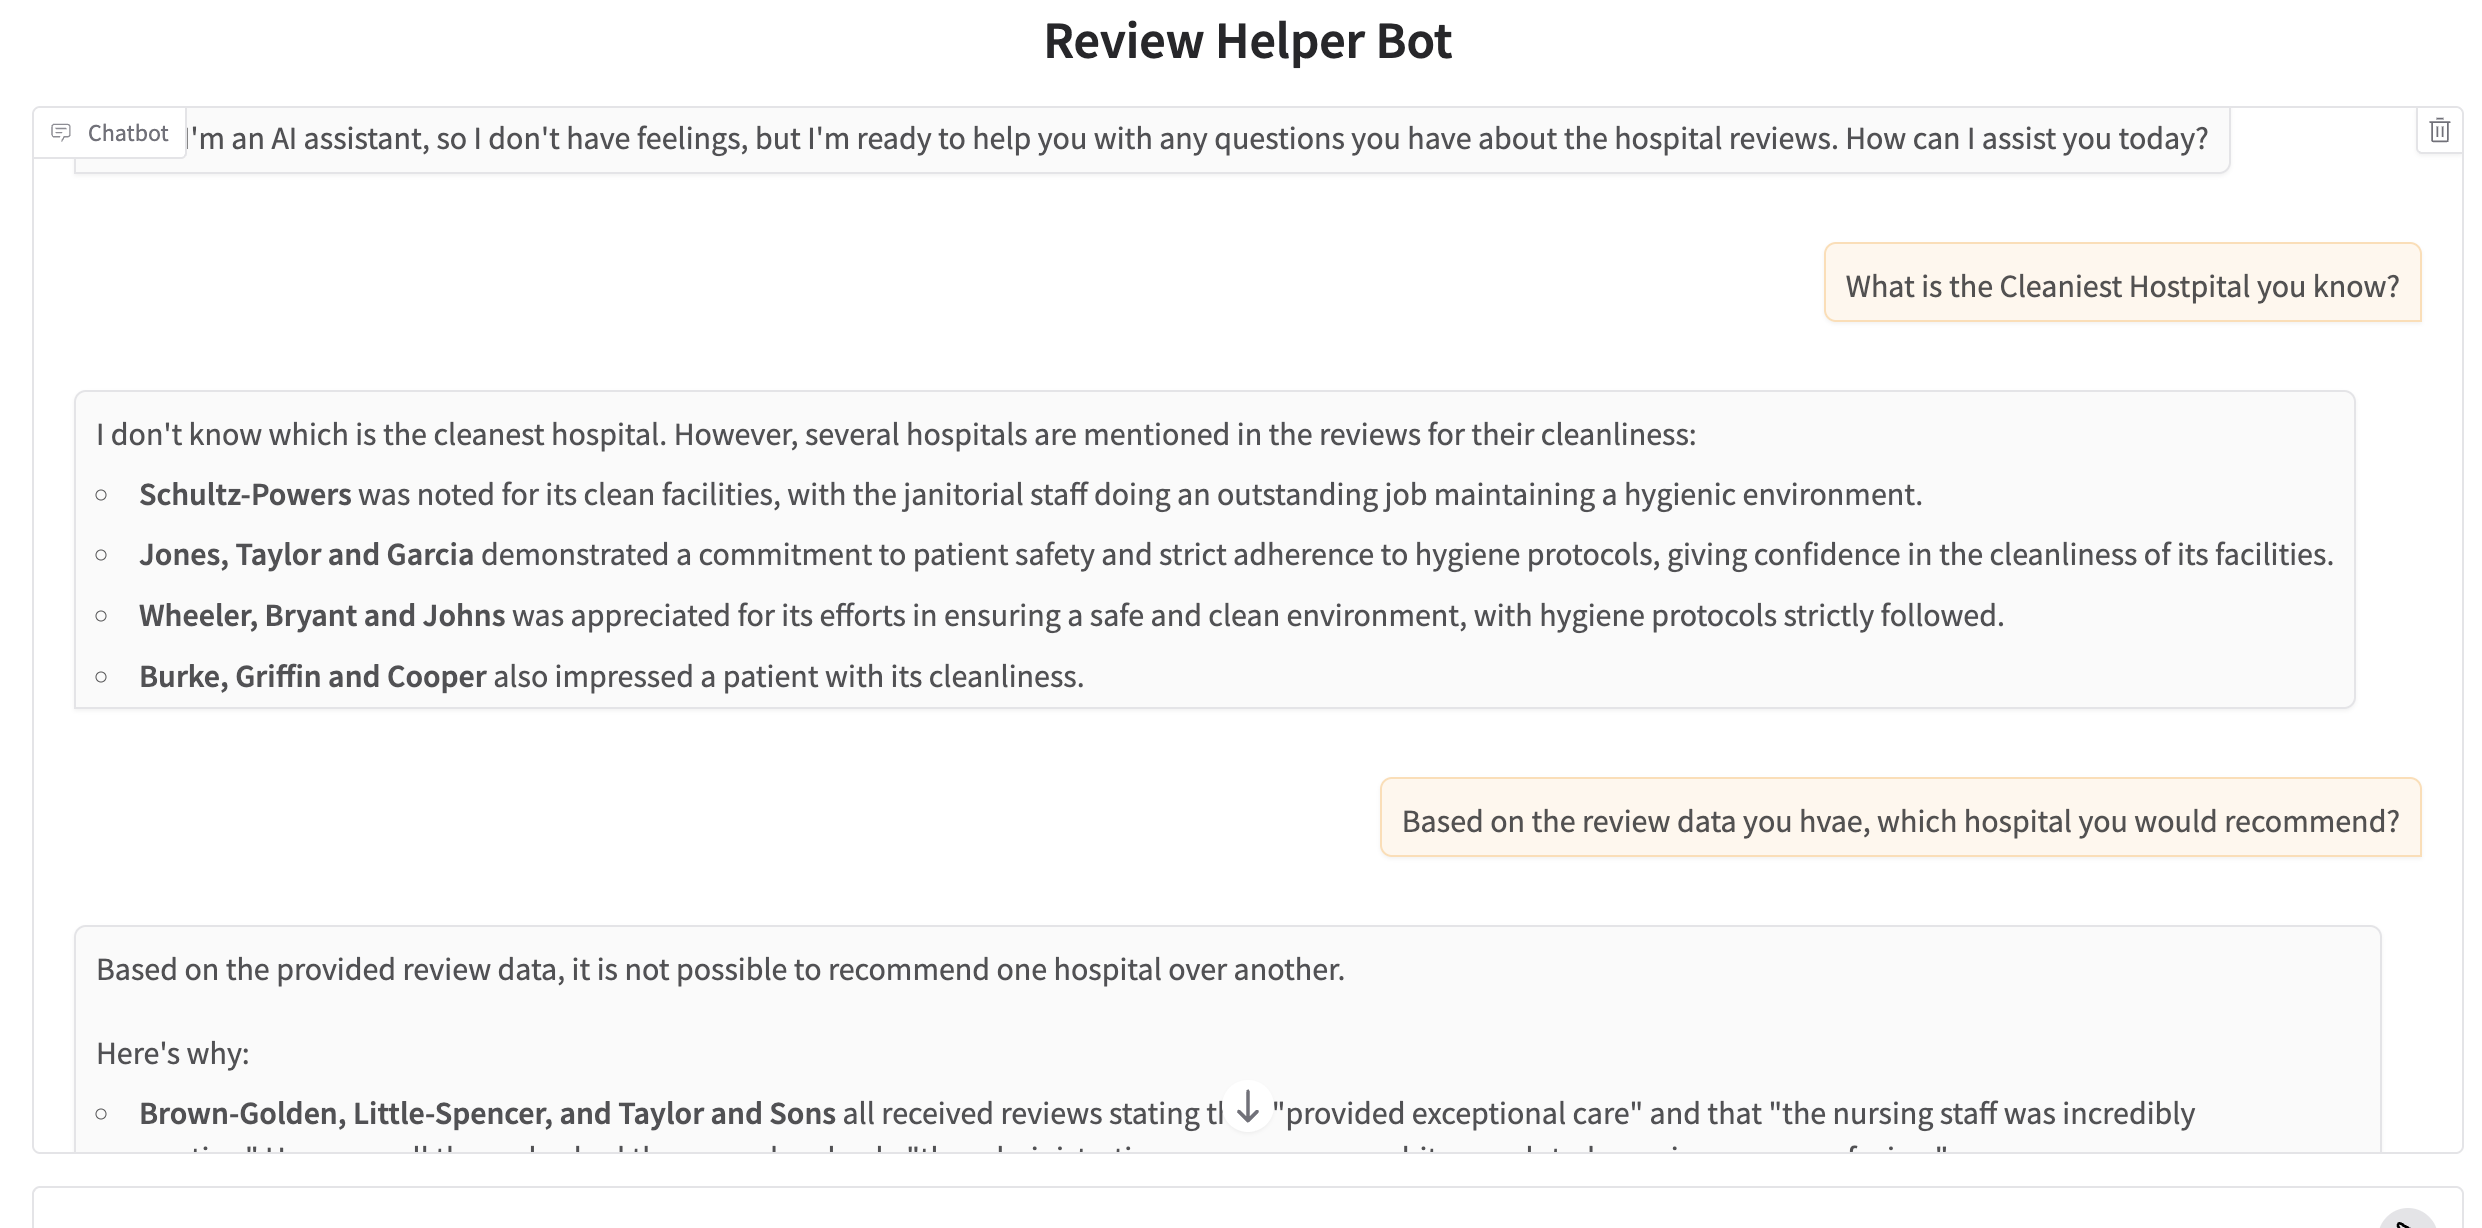 Review Helper Bot
Chatbot
I'm an AI assistant, so I don't have feelings, but I'm ready to help you with any questions you have about the hospital reviews. How can I assist you today?
What is the Cleaniest Hostpital you know?
I don't know which is the cleanest hospital. However, several hospitals are mentioned in the reviews for their cleanliness:
Schultz-Powers was noted for its clean facilities, with the janitorial staff doing an outstanding job maintaining a hygienic environment.
Jones, Taylor and Garcia demonstrated a commitment to patient safety and strict adherence to hygiene protocols, giving confidence in the cleanliness of its facilities.
Wheeler, Bryant and Johns was appreciated for its efforts in ensuring a safe and clean environment, with hygiene protocols strictly followed.
Burke, Griffin and Cooper also impressed a patient with its cleanliness.
Based on the review data you hvae, which hospital you would recommend?
Based on the provided review data, it is not possible to recommend one hospital over another.
Here's why:
Brown-Golden, Little-Spencer, and Taylor and Sons all received reviews stating "provided exceptional care" and that "the nursing staff was incredibly